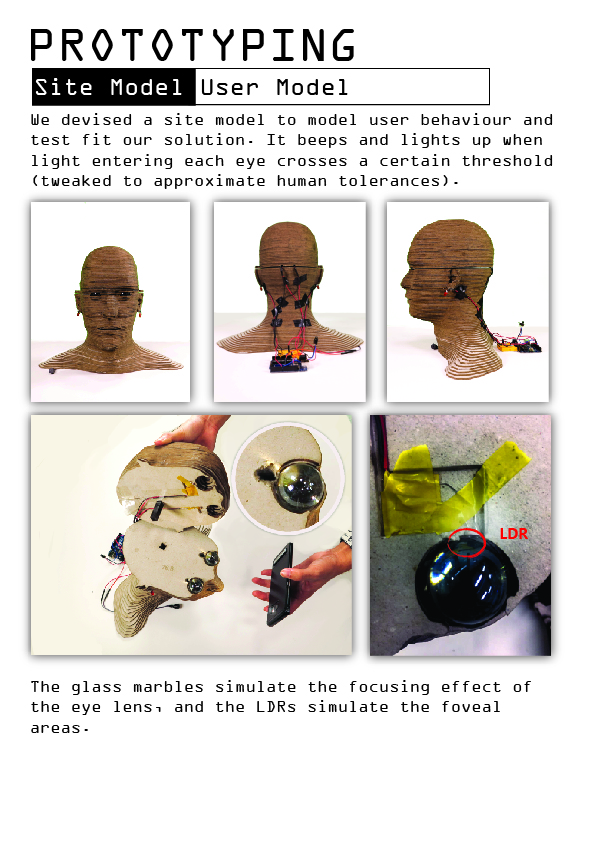 PROTOTYPING
Site Model User Model
We devised a site model to model user behaviour and
test fit our solution. It beeps and lights up when
light entering each eye crosses a certain threshold
(tweaked to approximate human tolerances).
LDR
The glass marbles simulate the focusing effect of
the eye lens, and the LDRs simulate the foveal
areas.